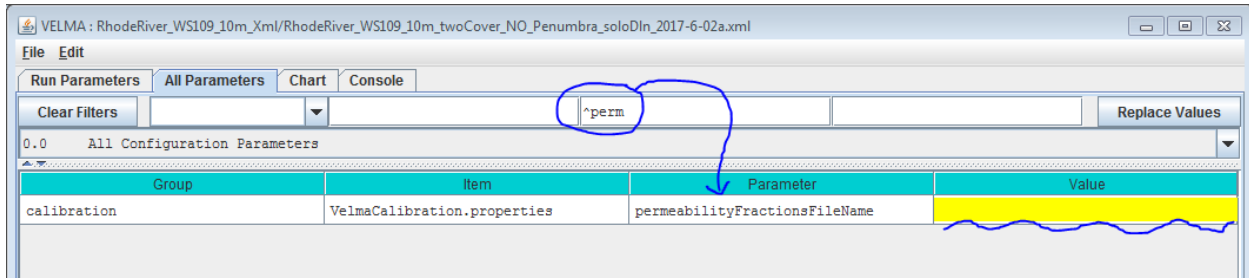 VELMA : RhodeRiver_WS109_10m_Xml/RhodeRiver_WS109_10m_twoCover_NO_Penumbra_soloDIn_2017-6-02a.xml
File Edit
Run Parameters All Parameters Chart Console
Clear Filters ^perm Replace Values
0.0 All Configuration Parameters
Group Item Parameter Value
calibration VelmaCalibration.properties permeabilityFractionsFileName